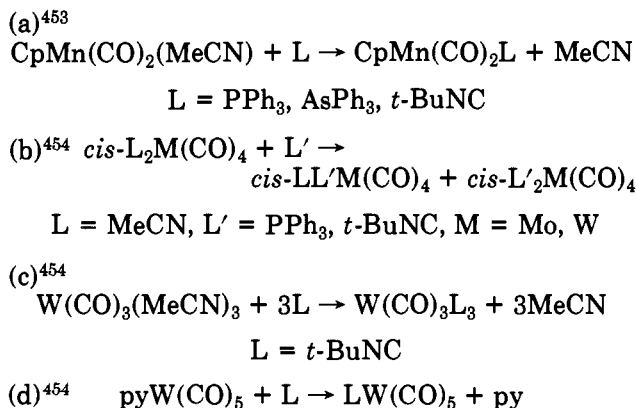 (a)⁴⁵³
CpMn(CO)₂(MeCN) + L → CpMn(CO)₂L + MeCN
L = PPh₃, AsPh₃, t-BuNC
(b)⁴⁵⁴ cis-L₂M(CO)₄ + L′ →
cis-LL′M(CO)₄ + cis-L′₂M(CO)₄
L = MeCN, L′ = PPh₃, t-BuNC, M = Mo, W
(c)⁴⁵⁴
W(CO)₃(MeCN)₃ + 3L → W(CO)₃L₃ + 3MeCN
L = t-BuNC
(d)⁴⁵⁴ pyW(CO)₅ + L → LW(CO)₅ + py